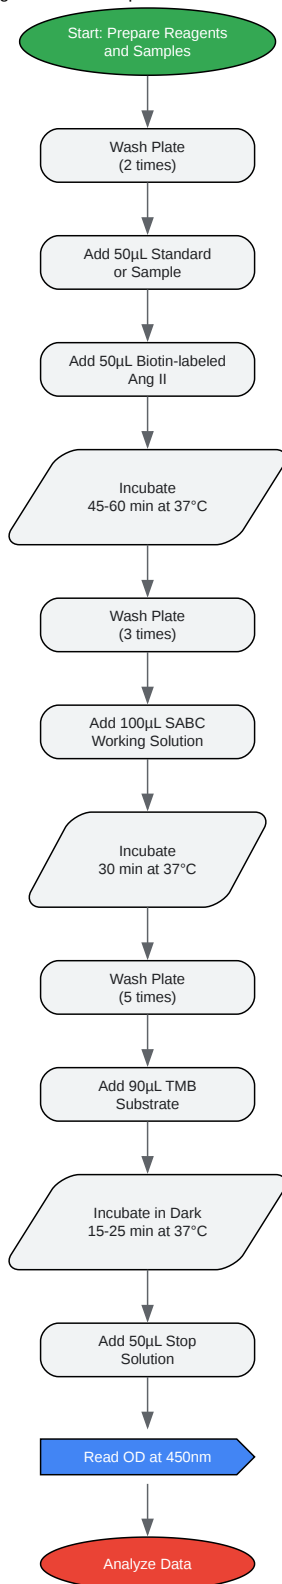 Start: Prepare Reagents
and Samples
Wash Plate
(2 times)
Add 50µL Standard
or Sample
Add 50µL Biotin-labeled
Ang II
Incubate
45-60 min at 37°C
Wash Plate
(3 times)
Add 100µL SABC
Working Solution
Incubate
30 min at 37°C
Wash Plate
(5 times)
Add 90µL TMB
Substrate
Incubate in Dark
15-25 min at 37°C
Add 50µL Stop
Solution
Read OD at 450nm
Analyze Data